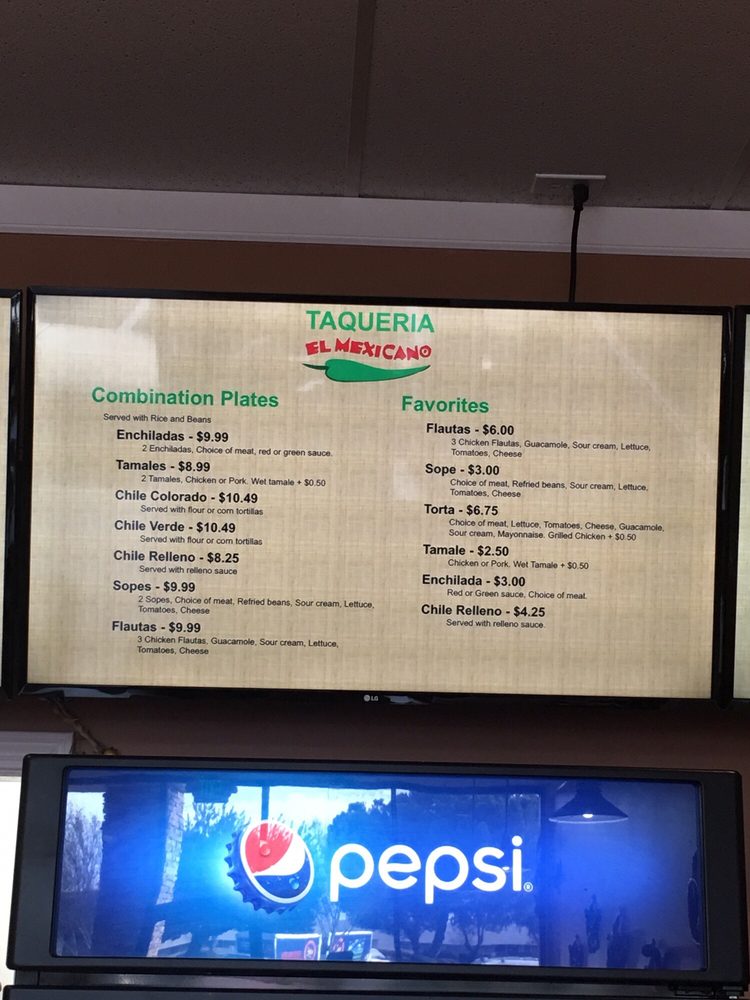 TAQUERIA
EL MEXICANO
Combination Plates
Served with Rice and Beans
Enchiladas - $9.99
2 Enchiladas, Choice of meat, red or green sauce.
Tamales - $8.99
2 Tamales, Chicken or Pork. Wet tamale + $0.50
Chile Colorado - $10.49
Served with flour or corn tortillas
Chile Verde - $10.49
Served with flour or corn tortillas
Chile Relleno - $8.25
Served with relleno sauce
Sopes - $9.99
2 Sopes, Choice of meat, Refried beans, Sour cream, Lettuce,
Tomatoes, Cheese
Flautas - $9.99
3 Chicken Flautas, Guacamole, Sour cream, Lettuce,
Tomatoes, Cheese
Favorites
Flautas - $6.00
3 Chicken Flautas, Guacamole, Sour cream, Lettuce,
Tomatoes, Cheese
Sope - $3.00
Choice of meat, Refried beans, Sour cream, Lettuce,
Tomatoes, Cheese
Torta - $6.75
Choice of meat, Lettuce, Tomatoes, Cheese, Guacamole,
Sour cream, Mayonnaise. Grilled Chicken + $0.50
Tamale - $2.50
Chicken or Pork. Wet Tamale + $0.50
Enchilada - $3.00
Red or Green sauce, Choice of meat.
Chile Relleno - $4.25
Served with relleno sauce.
LG
pepsi®